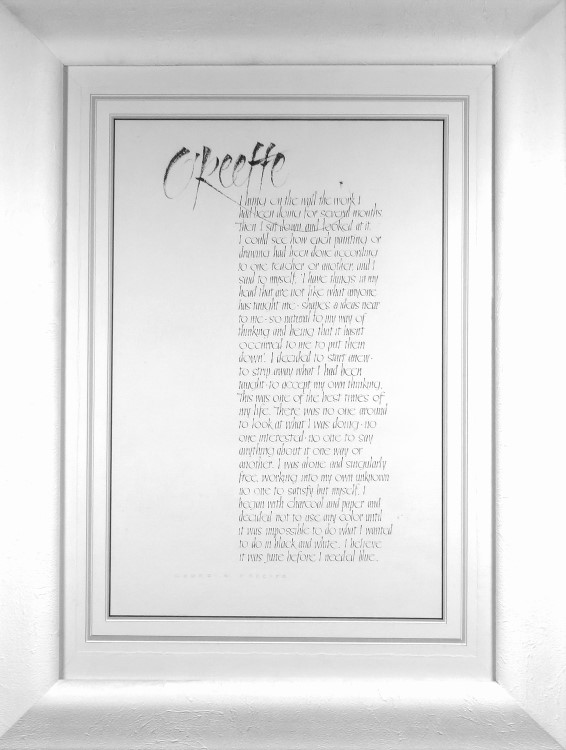 OKeeffe
I hung on the wall the work I
had been doing for several months
Then I sat down and looked at it.
I could see how each painting or
drawing had been done according
to one teacher or another, and I
said to myself, 'I have things in my
head that are not like what anyone
has taught me - shapes & ideas near
to me - so natural to my way of
thinking and being that it hasn't
occurred to me to put them
down'. I decided to start anew -
to strip away what I had been
taught - to accept my own thinking.
This was one of the best times of
my life. There was no one around
to look at what I was doing - no
one interested - no one to say
anything about it one way or
another. I was alone and singularly
free, working into my own unknown
no one to satisfy but myself. I
began with charcoal and paper and
decided not to use any color until
it was impossible to do what I wanted
to do in black and white.. I believe
it was June before I needed blue...